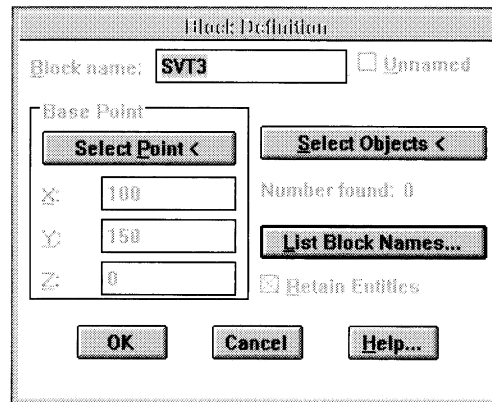 Block Definition
Block name: SVT3 Unnamed
Base Point
Select Point < Select Objects <
X: 100 Number found: 0
Y: 150 List Block Names...
Z: 0 Retain Entities
OK Cancel Help...